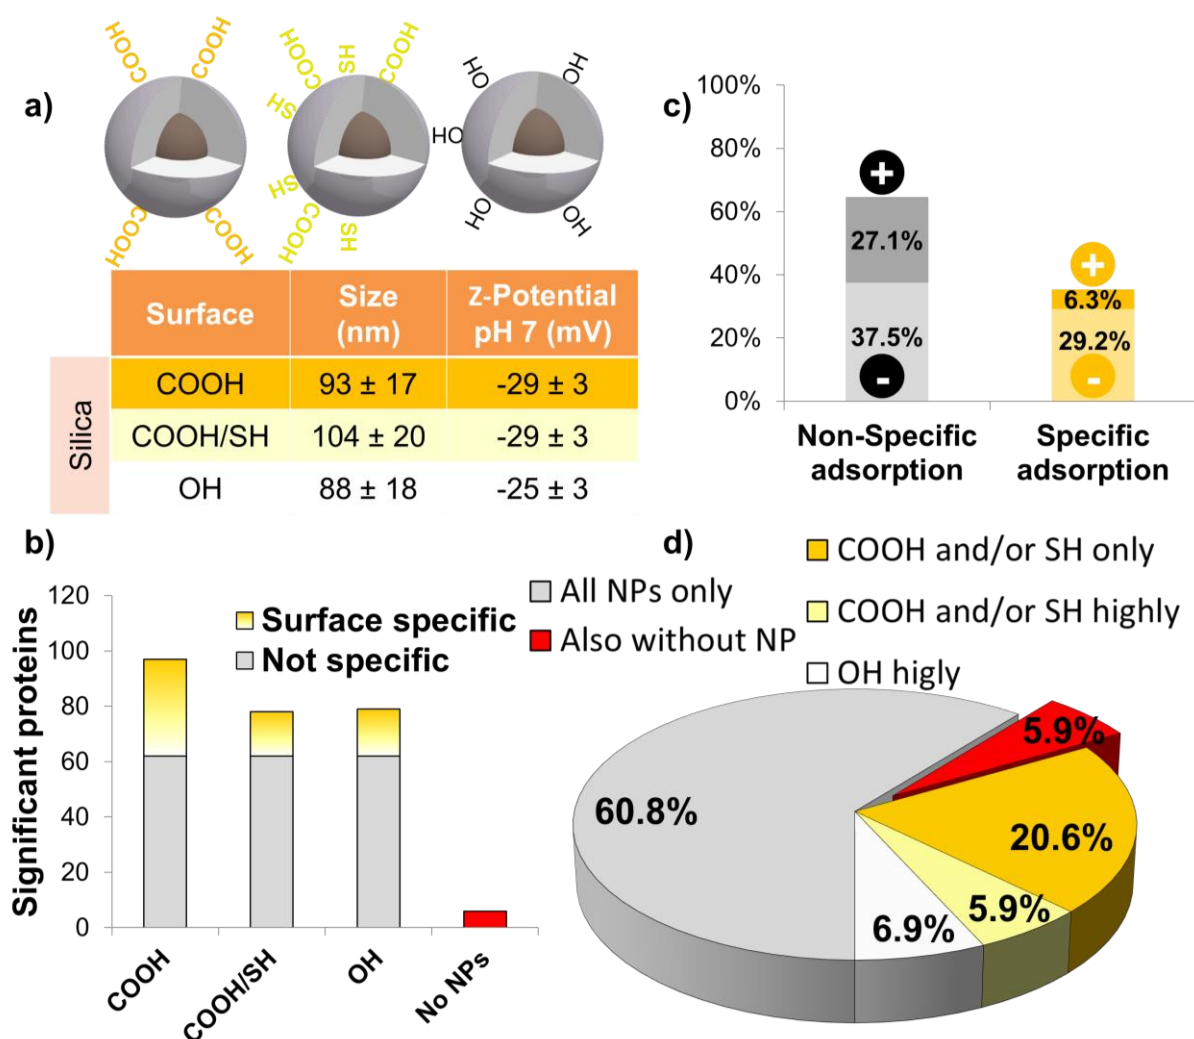 a)
COOH
COOH
COOH
COOH
COOH
SH
COOH
SH
SH
COOH
SH
HO
OH
HO
HO
OH
Surface
Size
(nm)
Z-Potential
pH 7 (mV)
Silica
COOH
93 ± 17
-29 ± 3
COOH/SH
104 ± 20
-29 ± 3
OH
88 ± 18
-25 ± 3
c)
100%
80%
60%
40%
20%
0%
+
27.1%
37.5%
-
+
6.3%
29.2%
-
Non-Specific
adsorption
Specific
adsorption
b)
Significant proteins
120
100
80
60
40
20
0
Surface specific
Not specific
COOH
COOH/SH
OH
No NPs
d)
All NPs only
Also without NP
COOH and/or SH only
COOH and/or SH highly
OH higly
60.8%
5.9%
20.6%
5.9%
6.9%